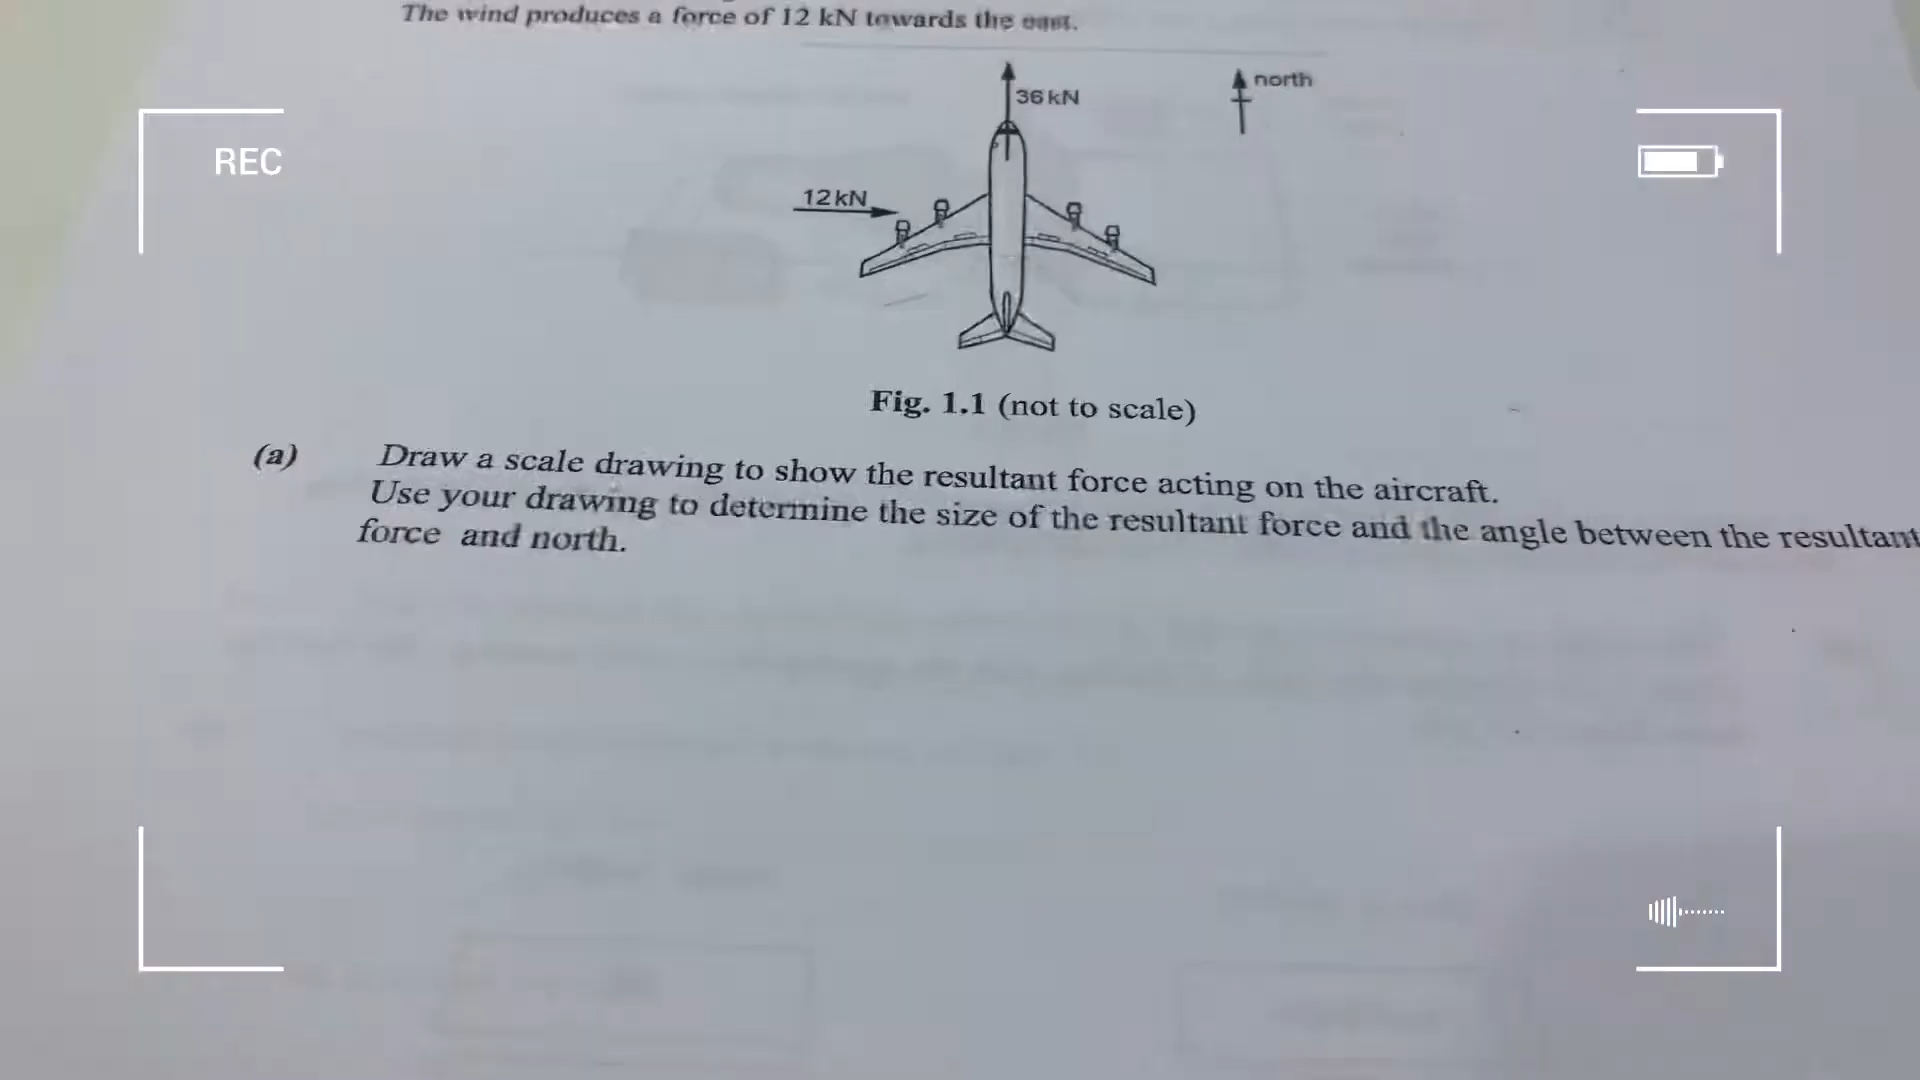 The wind produces a force of 12 kN towards the east.
36 kN
north
REC
12 kN
Fig. 1.1 (not to scale)
(a) Draw a scale drawing to show the resultant force acting on the aircraft.
Use your drawing to determine the size of the resultant force and the angle between the resultant
force and north.